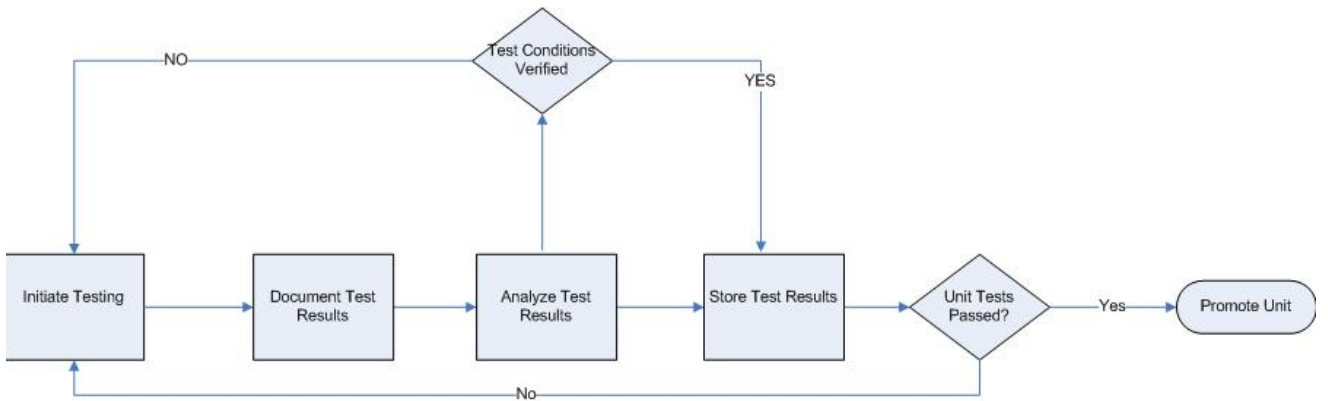 Test Conditions
Verified
NO
YES
Initiate Testing
Document Test
Results
Analyze Test
Results
Store Test Results
Unit Tests
Passed?
Yes
Promote Unit
No